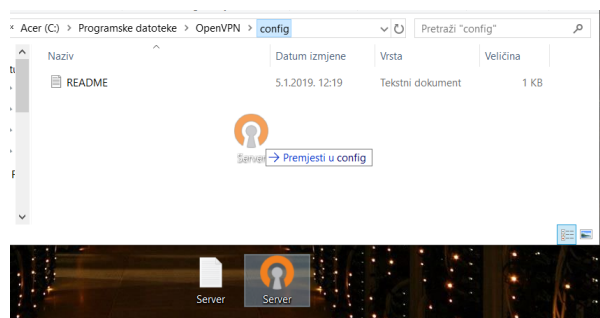 Acer (C:) > Programske datoteke > OpenVPN > config
Pretraži "config"
Naziv Datum izmjene Vrsta Veličina
README 5.1.2019. 12:19 Tekstni dokument 1 KB
Server → Premjesti u config
Server Server